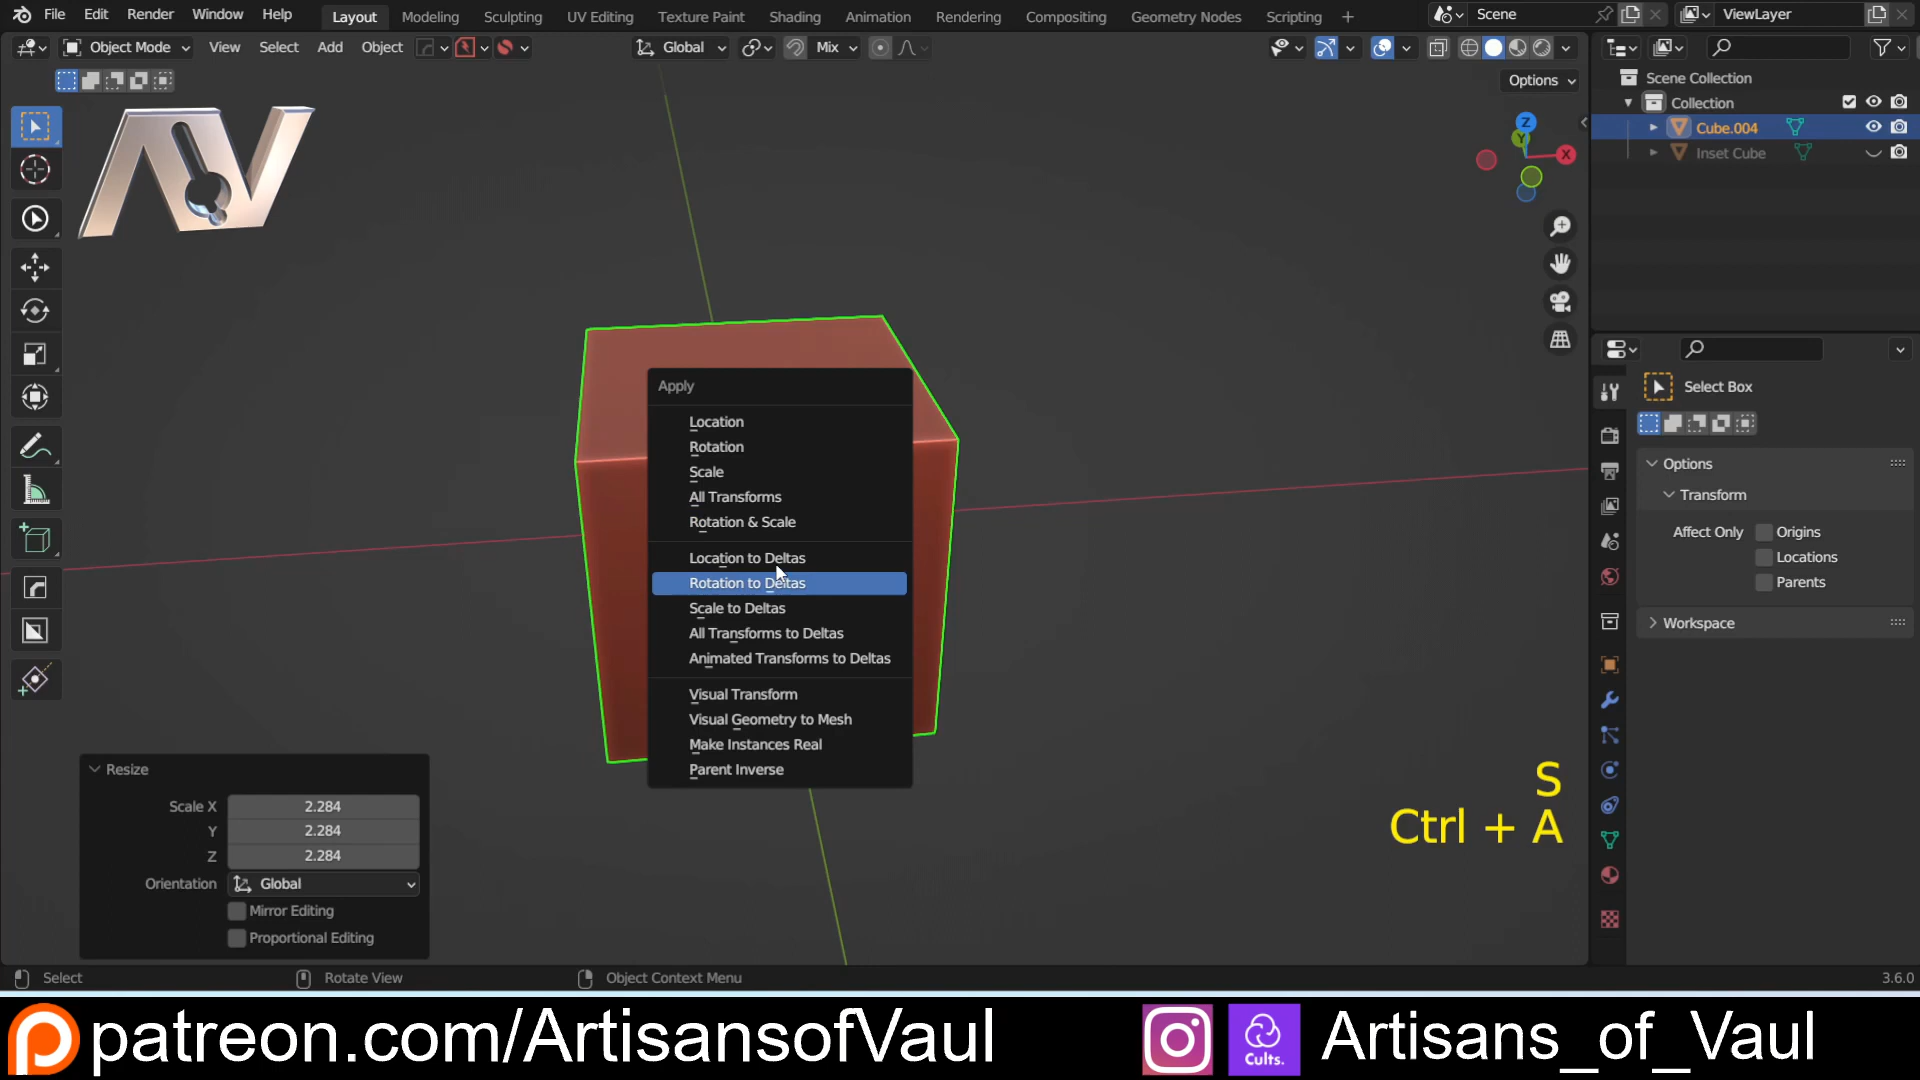 File Edit Render Window Help Layout Modeling Sculpting UV Editing Texture Paint Shading Animation Rendering Compositing Geometry Nodes Scripting + Scene ViewLayer
Object Mode View Select Add Object Global Mix
Options
Scene Collection
Collection
Cube.004
Inset Cube
Z
Y
X
AV
Apply
Location
Rotation
Scale
All Transforms
Rotation & Scale
Location to Deltas
Rotation to Deltas
Scale to Deltas
All Transforms to Deltas
Animated Transforms to Deltas
Visual Transform
Visual Geometry to Mesh
Make Instances Real
Parent Inverse
Select Box
Options
Transform
Affect Only Origins
Locations
Parents
Workspace
Resize
Scale X 2.284
Y 2.284
Z 2.284
Orientation Global
Mirror Editing
Proportional Editing
S
Ctrl + A
Select Rotate View Object Context Menu 3.6.0
patreon.com/ArtisansofVaul Cults. Artisans_of_Vaul